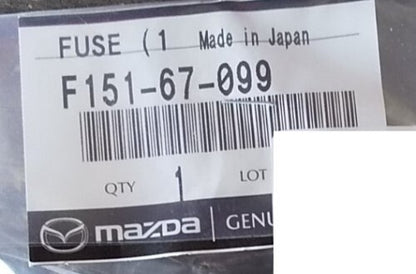 FUSE (1 Made in Japan
F151-67-099
QTY 1 LOT
mazda GENU